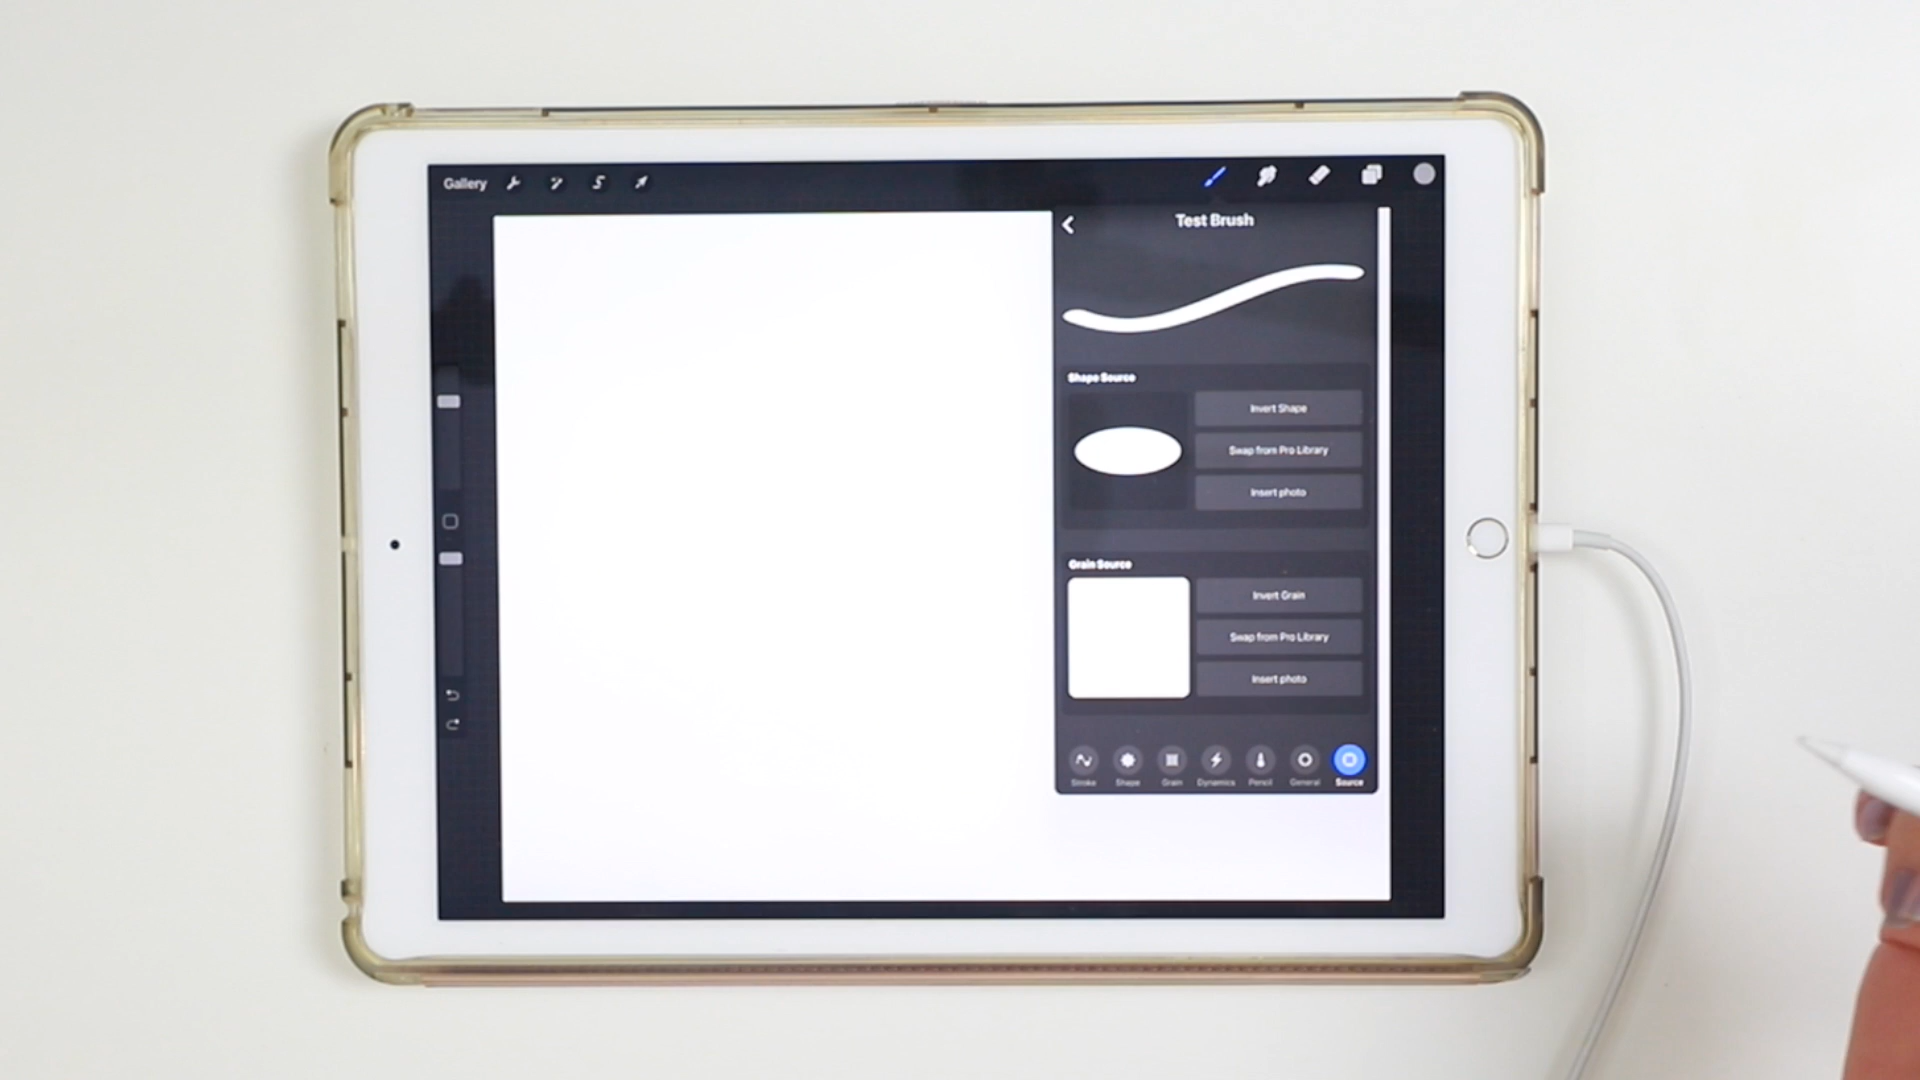 Gallery
Test Brush
Shape Source
Invert Shape
Swap from Pro Library
Insert photo
Grain Source
Invert Grain
Swap from Pro Library
Insert photo
Stroke Shape Grain Dynamics Pencil General Source